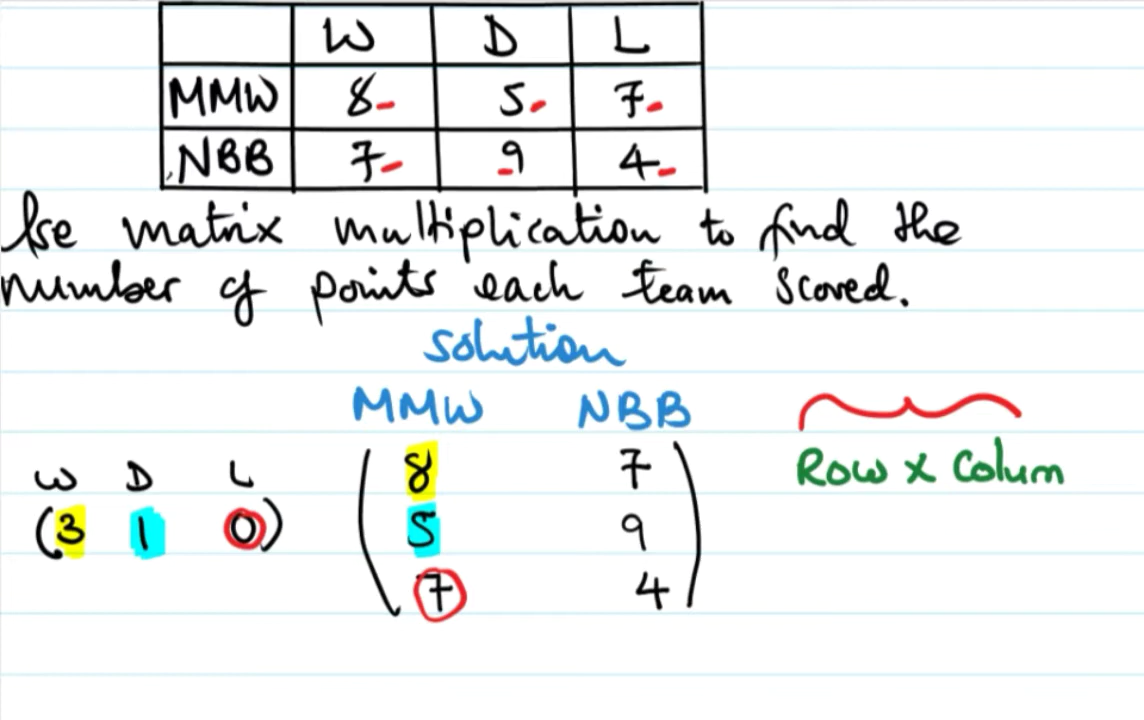 W D L
MMW 8 5 7
NBB 7 9 4
Use matrix multiplication to find the
number of points each team scored.
Solution
MMW NBB
W D L
8 7
Row x Colum
(3 1 0)
5 9
7 4